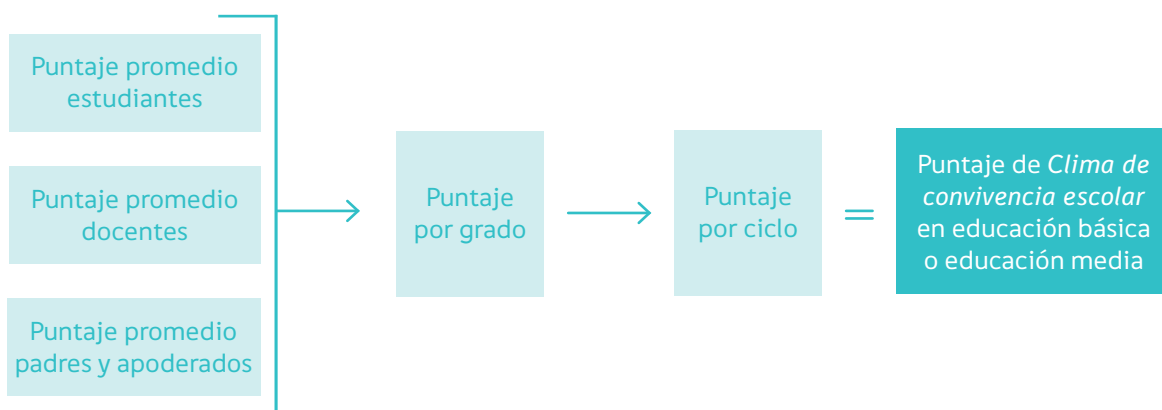 Puntaje promedio
estudiantes
Puntaje promedio
docentes
Puntaje promedio
padres y apoderados
Puntaje
por grado
Puntaje
por ciclo
=
Puntaje de Clima de
convivencia escolar
en educación básica
o educación media